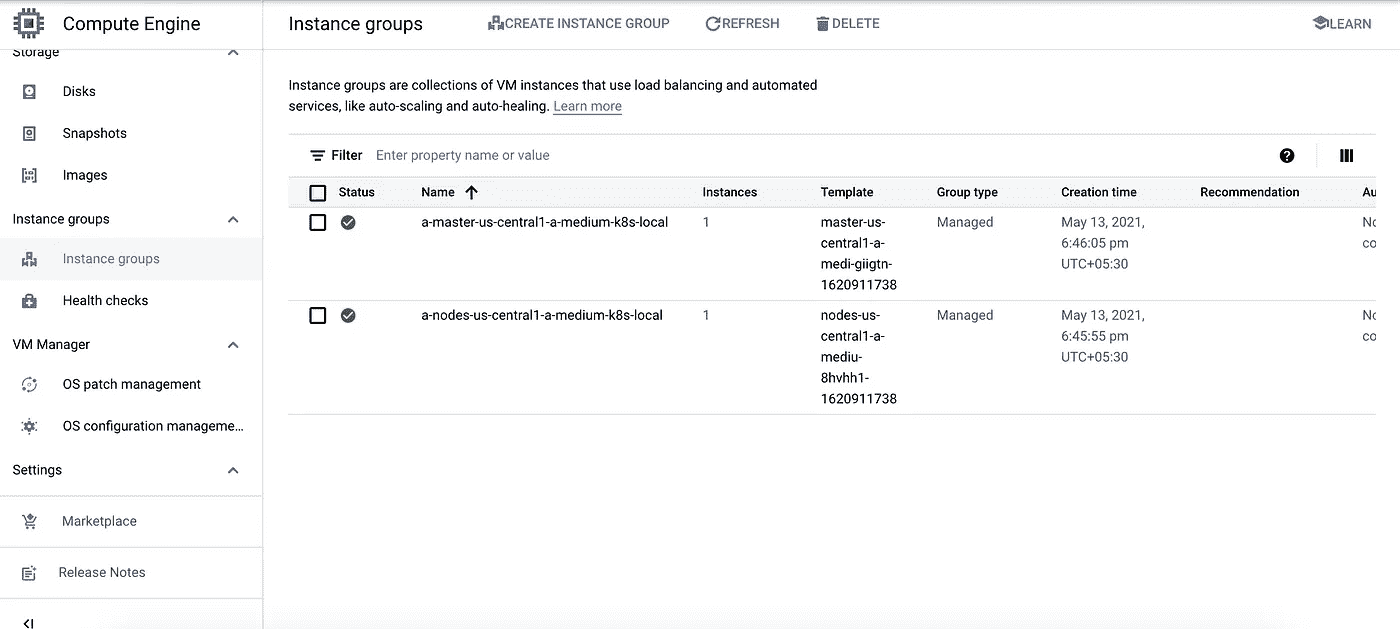 Compute Engine
Instance groups
CREATE INSTANCE GROUP
REFRESH
DELETE
LEARN
Storage
Disks
Snapshots
Images
Instance groups
Instance groups
Health checks
VM Manager
OS patch management
OS configuration manageme...
Settings
Marketplace
Release Notes
Instance groups are collections of VM instances that use load balancing and automated
services, like auto-scaling and auto-healing. Learn more
Filter Enter property name or value
Status Name Instances Template Group type Creation time Recommendation Au
a-master-us-central1-a-medium-k8s-local 1 master-us- Managed May 13, 2021, No
central1-a- 6:46:05 pm co
medi-giigtn- UTC+05:30
1620911738
a-nodes-us-central1-a-medium-k8s-local 1 nodes-us- Managed May 13, 2021, No
central1-a- 6:45:55 pm co
mediu- UTC+05:30
8hvhh1-
1620911738